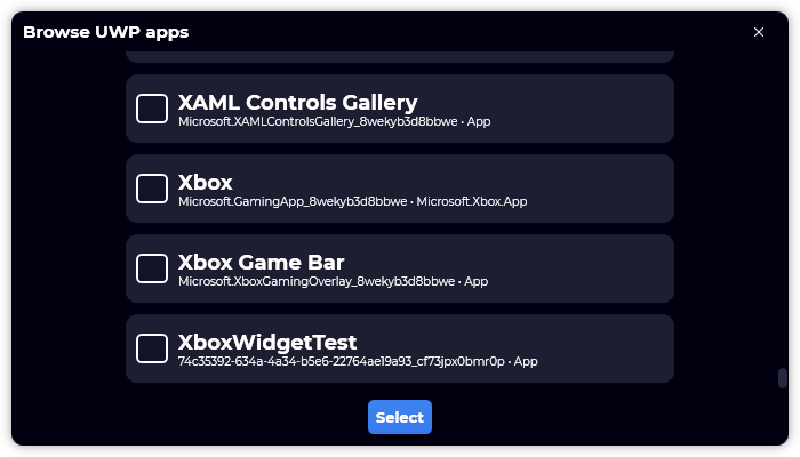 Browse UWP apps
XAML Controls Gallery
Microsoft.XAMLControlsGallery_8wekyb3d8bbwe • App
Xbox
Microsoft.GamingApp_8wekyb3d8bbwe • Microsoft.Xbox.App
Xbox Game Bar
Microsoft.XboxGamingOverlay_8wekyb3d8bbwe • App
XboxWidgetTest
74c35392-634a-4a34-b5e6-22764ae19a93_cf73jpx0bmr0p • App
Select